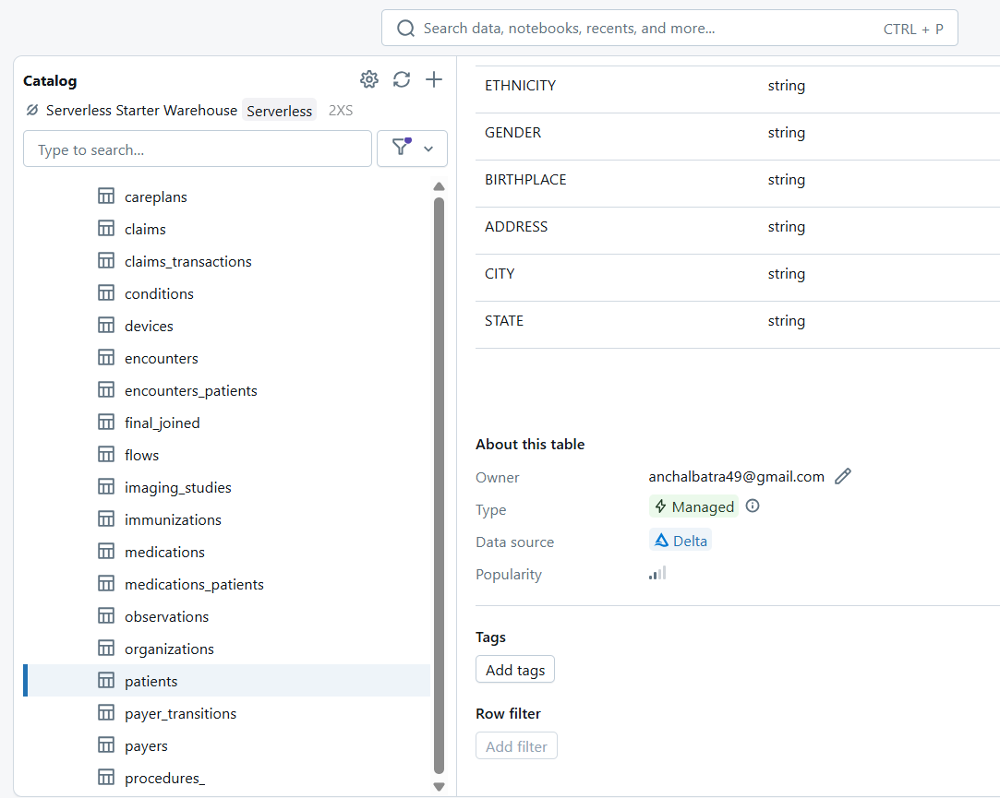 Search data, notebooks, recents, and more... CTRL + P
Catalog
Serverless Starter Warehouse Serverless 2XS
Type to search...
careplans
claims
claims_transactions
conditions
devices
encounters
encounters_patients
final_joined
flows
imaging_studies
immunizations
medications
medications_patients
observations
organizations
patients
payer_transitions
payers
procedures_
ETHNICITY string
GENDER string
BIRTHPLACE string
ADDRESS string
CITY string
STATE string
About this table
Owner anchalbatra49@gmail.com
Type Managed
Data source Delta
Popularity
Tags
Add tags
Row filter
Add filter